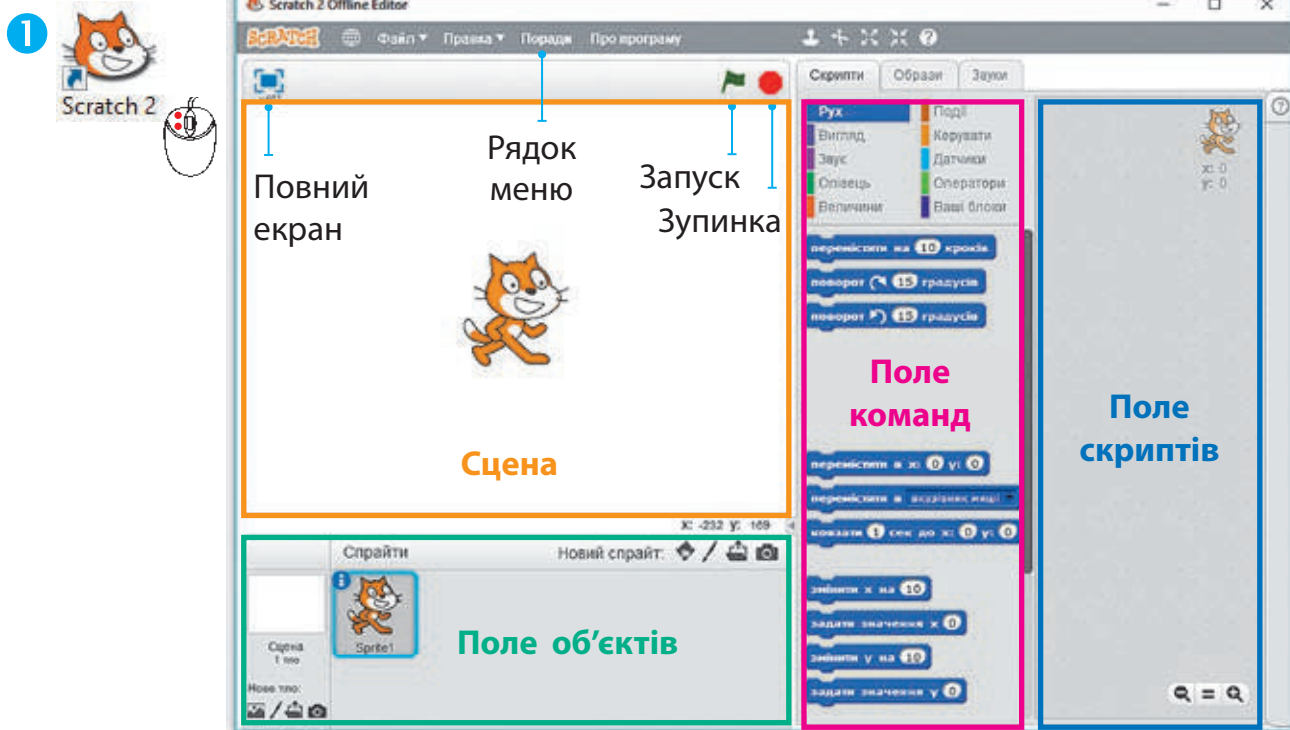 1
Scratch 2
Scratch 2 Offline Editor
SCRATCH Файл Правка Поради Про програму
Повний
екран
Рядок
меню
Запуск
Зупинка
Сцена
X: -232 y: 169
Спрайти
Новий спрайт:
Сцена
1 тло
Нове тло:
Sprite1
Поле об’єктів
Скрипти Образи Звуки
Рух Події
Вигляд Керувати
Звук Датчики
Олівець Оператори
Величини Ваші блоки
перемістити на 10 кроків
поворот 15 градусів
поворот 15 градусів
Поле
команд
перемістити в x: 0 y: 0
перемістити в вказівник миші
ковзати 1 сек до x: 0 y: 0
змінити x на 10
задати значення x 0
змінити y на 10
задати значення y 0
x: 0
y: 0
Поле
скриптів